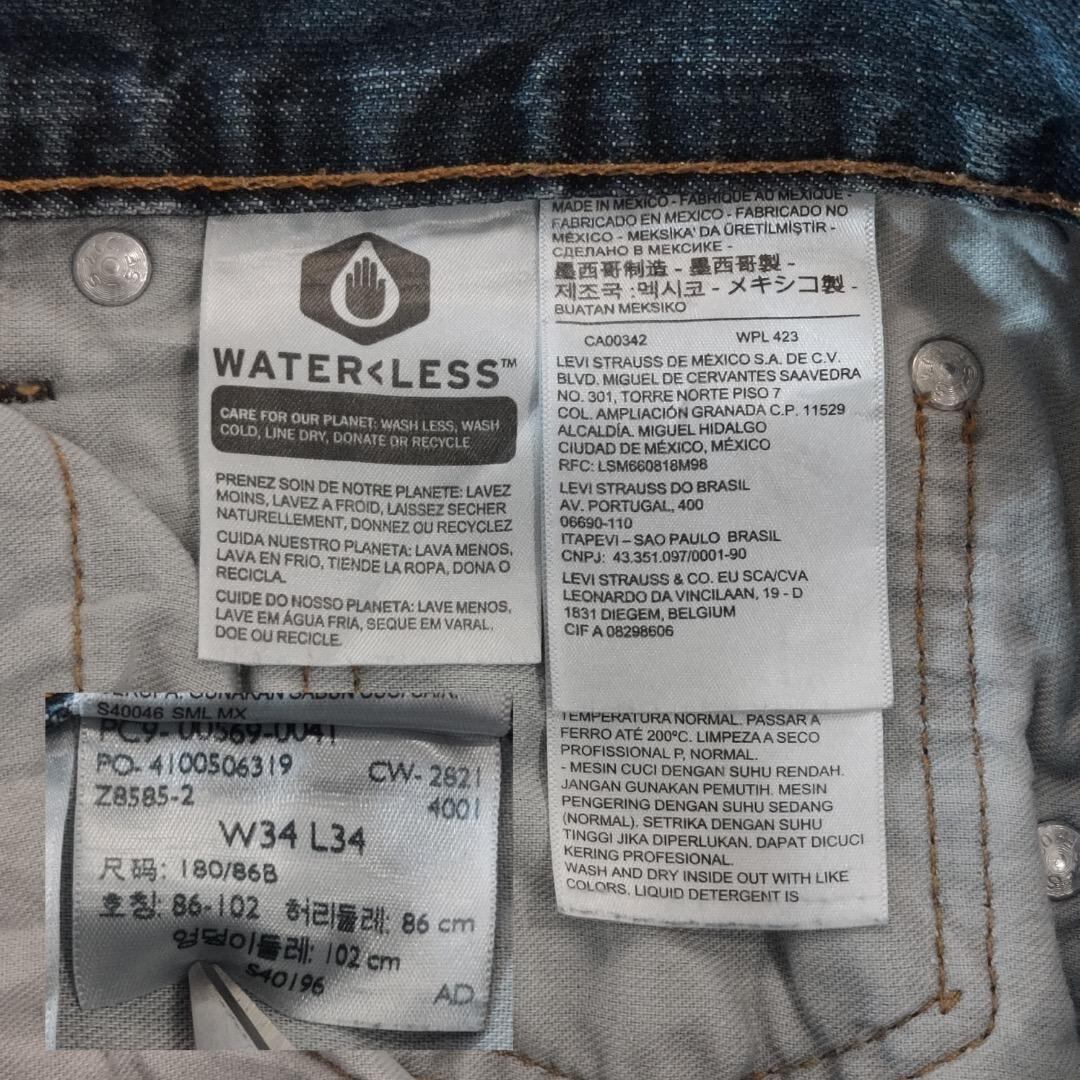 WATER<LESS™
CARE FOR OUR PLANET: WASH LESS, WASH
COLD, LINE DRY, DONATE OR RECYCLE
PRENEZ SOIN DE NOTRE PLANETE: LAVEZ
MOINS, LAVEZ A FROID, LAISSEZ SECHER
NATURELLEMENT, DONNEZ OU RECYCLEZ
CUIDA NUESTRO PLANETA: LAVA MENOS,
LAVA EN FRIO, TIENDE LA ROPA, DONA O
RECICLA.
CUIDE DO NOSSO PLANETA: LAVE MENOS,
LAVE EM ÁGUA FRIA, SEQUE EM VARAL,
DOE OU RECICLE.
MADE IN MEXICO - FABRIQUÉ AU MEXIQUE
FABRICADO EN MEXICO - FABRICADO NO
MÉXICO - MEKSIKA' DA ÜRETILMIŞTIR -
СДЕЛАНО В МЕКСИКЕ -
墨西哥制造 - 墨西哥製 -
제조국 :멕시코 - メキシコ製 -
BUATAN MEKSIKO
CA00342 WPL 423
LEVI STRAUSS DE MÉXICO S.A. DE C.V.
BLVD. MIGUEL DE CERVANTES SAAVEDRA
NO. 301, TORRE NORTE PISO 7
COL. AMPLIACIÓN GRANADA C.P. 11529
ALCALDÍA. MIGUEL HIDALGO
CIUDAD DE MÉXICO, MÉXICO
RFC: LSM660818M98
LEVI STRAUSS DO BRASIL
AV. PORTUGAL, 400
06690-110
ITAPEVI – SAO PAULO BRASIL
CNPJ: 43.351.097/0001-90
LEVI STRAUSS & CO. EU SCA/CVA
LEONARDO DA VINCILAAN, 19 - D
1831 DIEGEM, BELGIUM
CIF A 08298606
TEMPERATURA NORMAL. PASSAR A
FERRO ATÉ 200ºC. LIMPEZA A SECO
PROFISSIONAL P, NORMAL.
- MESIN CUCI DENGAN SUHU RENDAH.
JANGAN GUNAKAN PEMUTIH. MESIN
PENGERING DENGAN SUHU SEDANG
(NORMAL). SETRIKA DENGAN SUHU
TINGGI JIKA DIPERLUKAN. DAPAT DICUCI
KERING PROFESIONAL.
WASH AND DRY INSIDE OUT WITH LIKE
COLORS. LIQUID DETERGENT IS
S40046 SML MX
PC9- 00569-0041
PO- 4100506319 CW- 2821
Z8585-2 4001
W34 L34
尺码: 180/86B
호칭: 86-102 허리둘레: 86 cm
엉덩이둘레: 102 cm
S40196
AD